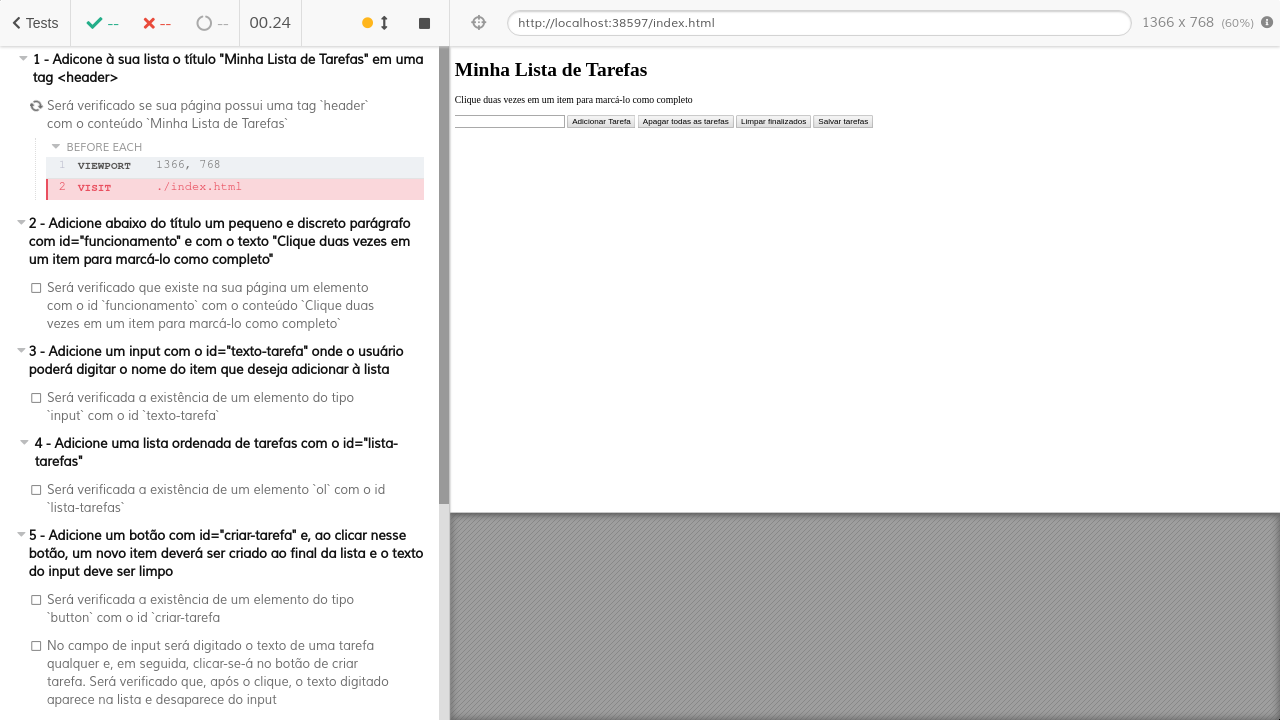 Tests
--
--
--
00.24
http://localhost:38597/index.html
1366 x 768 (60%)
1 - Adicone à sua lista o título "Minha Lista de Tarefas" em uma
tag <header>
Será verificado se sua página possui uma tag `header`
com o conteúdo `Minha Lista de Tarefas`
BEFORE EACH
1 VIEWPORT 1366, 768
2 VISIT ./index.html
2 - Adicione abaixo do título um pequeno e discreto parágrafo
com id="funcionamento" e com o texto "Clique duas vezes em
um item para marcá-lo como completo"
Será verificado que existe na sua página um elemento
com o id `funcionamento` com o conteúdo `Clique duas
vezes em um item para marcá-lo como completo`
3 - Adicione um input com o id="texto-tarefa" onde o usuário
poderá digitar o nome do item que deseja adicionar à lista
Será verificada a existência de um elemento do tipo
`input` com o id `texto-tarefa`
4 - Adicione uma lista ordenada de tarefas com o id="lista-
tarefas"
Será verificada a existência de um elemento `ol` com o id
`lista-tarefas`
5 - Adicione um botão com id="criar-tarefa" e, ao clicar nesse
botão, um novo item deverá ser criado ao final da lista e o texto
do input deve ser limpo
Será verificada a existência de um elemento do tipo
`button` com o id `criar-tarefa
No campo de input será digitado o texto de uma tarefa
qualquer e, em seguida, clicar-se-á no botão de criar
tarefa. Será verificado que, após o clique, o texto digitado
aparece na lista e desaparece do input
Minha Lista de Tarefas
Clique duas vezes em um item para marcá-lo como completo
Adicionar Tarefa Apagar todas as tarefas Limpar finalizados Salvar tarefas